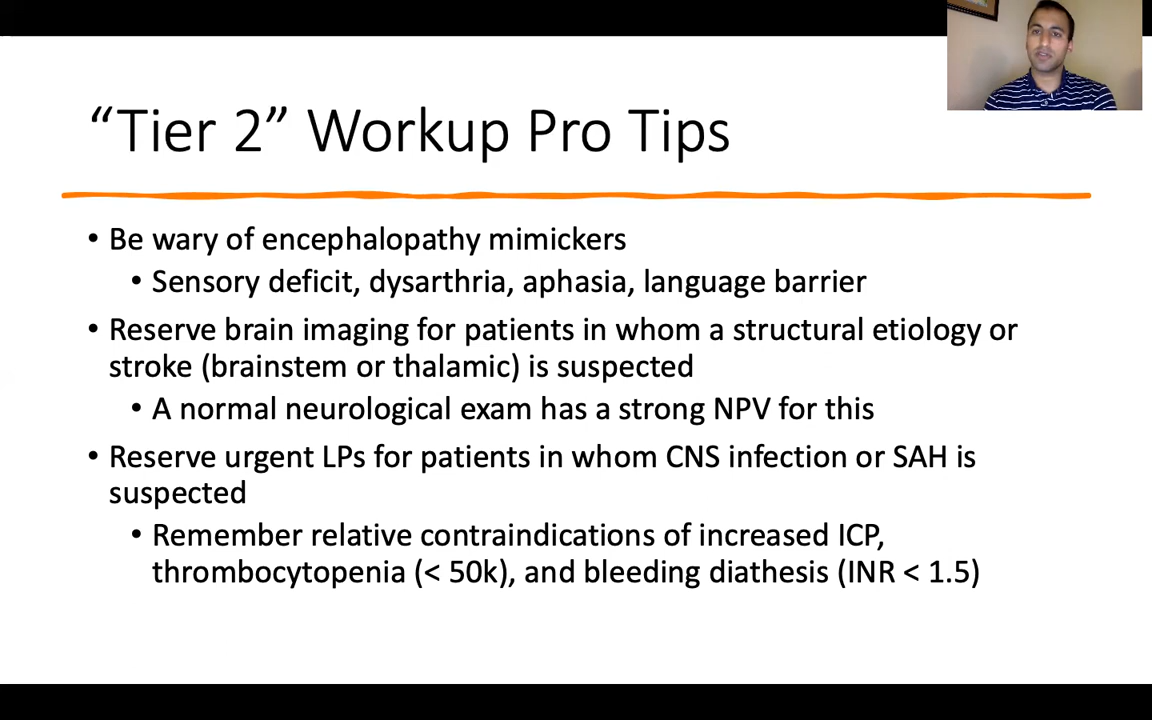 “Tier 2” Workup Pro Tips
• Be wary of encephalopathy mimickers
• Sensory deficit, dysarthria, aphasia, language barrier
• Reserve brain imaging for patients in whom a structural etiology or
stroke (brainstem or thalamic) is suspected
• A normal neurological exam has a strong NPV for this
• Reserve urgent LPs for patients in whom CNS infection or SAH is
suspected
• Remember relative contraindications of increased ICP,
thrombocytopenia (< 50k), and bleeding diathesis (INR < 1.5)